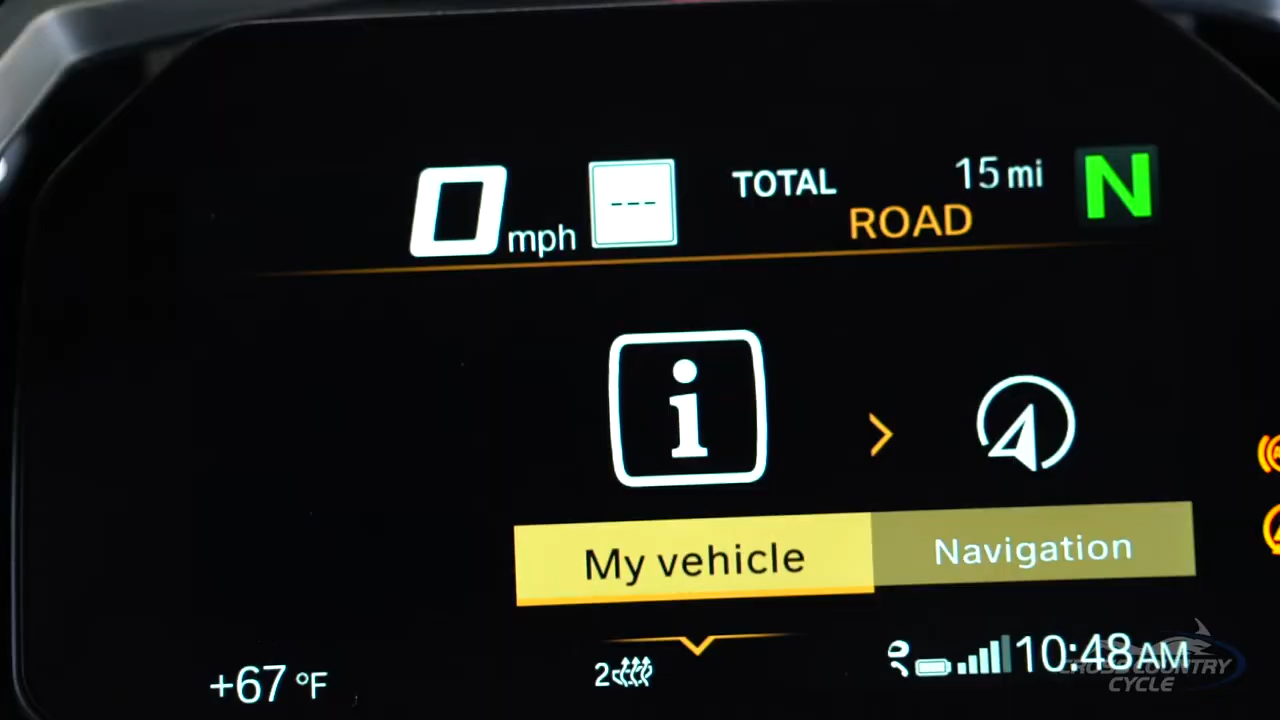 0 mph --- TOTAL 15 mi N
ROAD
i
My vehicle Navigation
+67 °F 2 10:48 AM
CROSS COUNTRY
CYCLE